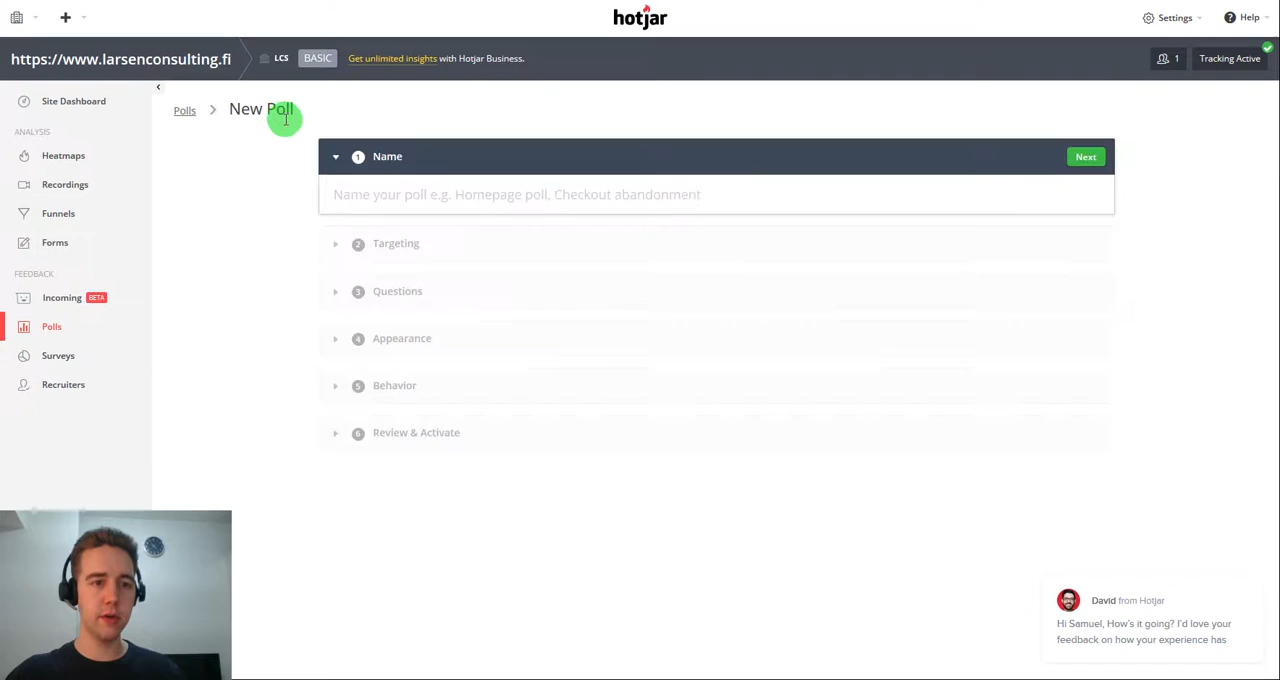 hotjar
Settings
Help
https://www.larsenconsulting.fi
LCS
BASIC
Get unlimited insights with Hotjar Business.
1
Tracking Active
Site Dashboard
ANALYSIS
Heatmaps
Recordings
Funnels
Forms
FEEDBACK
Incoming BETA
Polls
Surveys
Recruiters
Polls > New Poll
1 Name
Next
Name your poll e.g. Homepage poll, Checkout abandonment
2 Targeting
3 Questions
4 Appearance
5 Behavior
6 Review & Activate
David from Hotjar
Hi Samuel, How's it going? I'd love your
feedback on how your experience has